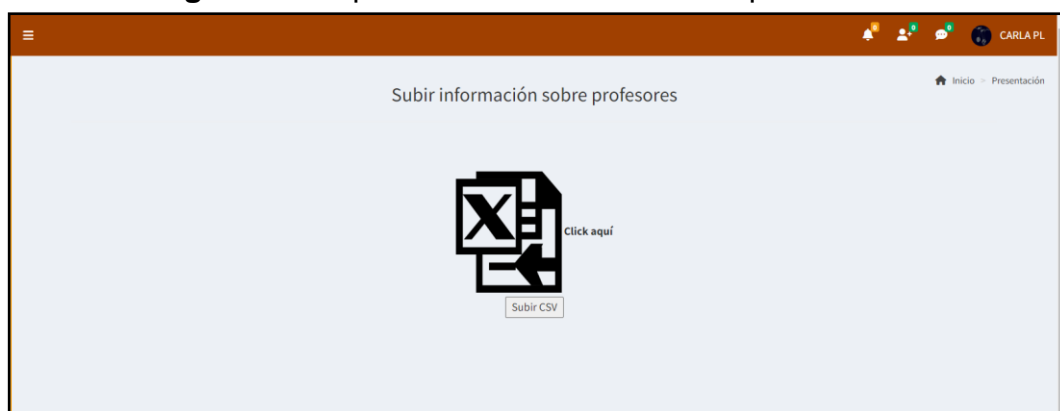 CARLA PL
Inicio > Presentación
Subir información sobre profesores
X
Click aquí
Subir CSV